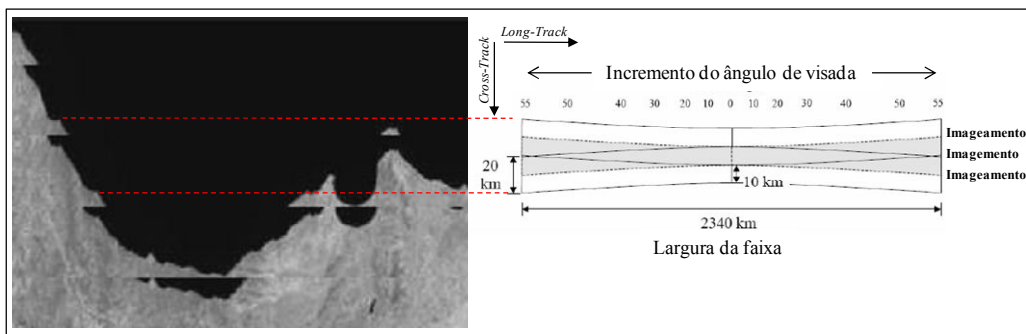 Long-Track
Cross-Track
Incremento do ângulo de visada
55 50 40 30 20 10 0 10 20 30 40 50 55
Imageamento
Imagemento
Imageamento
20
km
10 km
2340 km
Largura da faixa